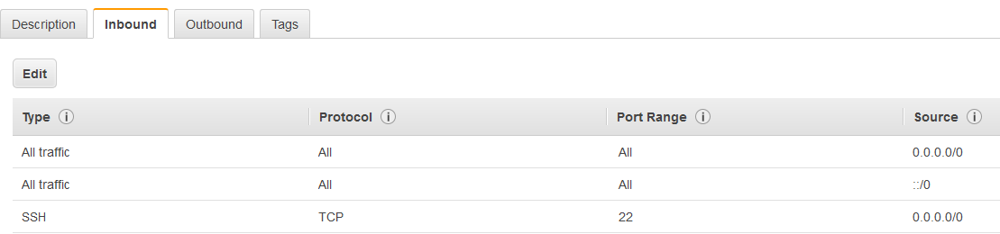 Description Inbound Outbound Tags
Edit
Type i Protocol i Port Range i Source i
All traffic All All 0.0.0.0/0
All traffic All All ::/0
SSH TCP 22 0.0.0.0/0